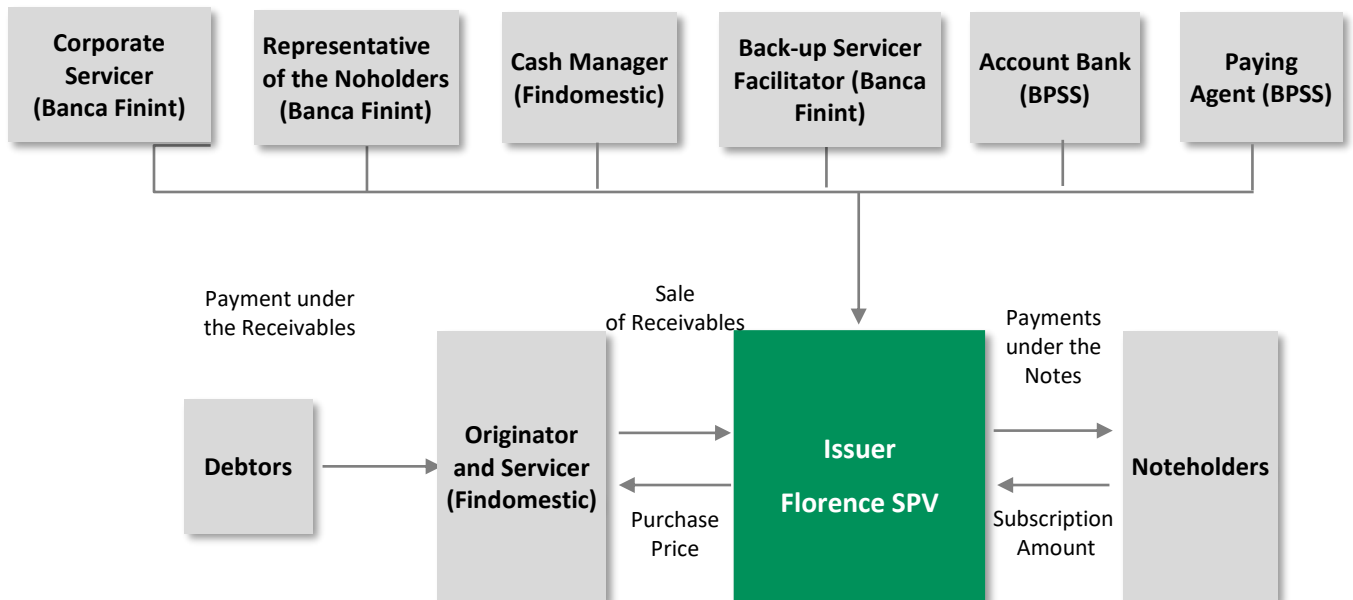 Corporate
Servicer
(Banca Finint)
Representative
of the Noholders
(Banca Finint)
Cash Manager
(Findomestic)
Back-up Servicer
Facilitator (Banca
Finint)
Account Bank
(BPSS)
Paying
Agent (BPSS)
Payment under
the Receivables
Sale
of Receivables
Payments
under the
Notes
Debtors
Originator
and Servicer
(Findomestic)
Issuer
Florence SPV
Noteholders
Purchase
Price
Subscription
Amount